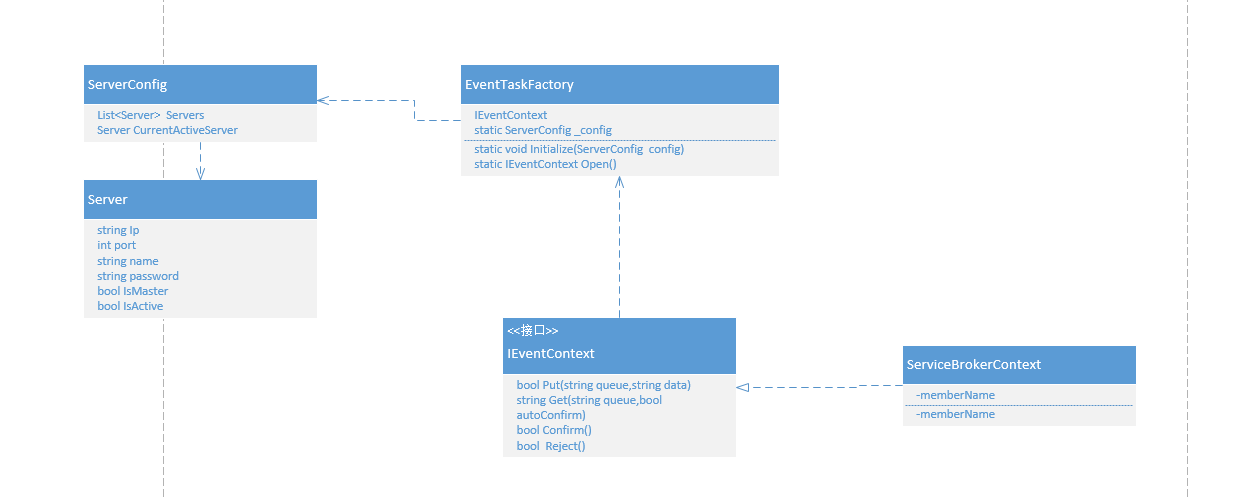 ServerConfig
List<Server>  Servers
Server CurrentActiveServer
Server
string Ip
int port
string name
string password
bool IsMaster
bool IsActive
EventTaskFactory
IEventContext
static ServerConfig _config
static void Initialize(ServerConfig  config)
static IEventContext Open()
<<接口>>
IEventContext
bool Put(string queue,string data)
string Get(string queue,bool
autoConfirm)
bool Confirm()
bool  Reject()
ServiceBrokerContext
-memberName
-memberName